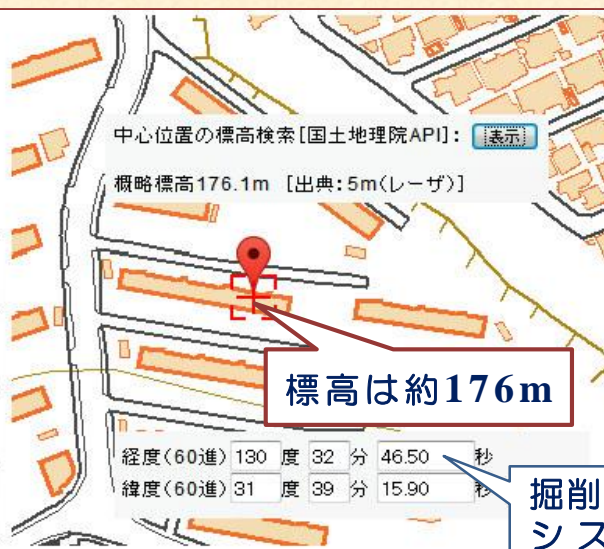 中心位置の標高検索[国土地理院API]: 表示
概略標高176.1m [出典:5m(レーザ)]
標高は約176m
経度(60進) 130 度 32 分 46.50 秒
緯度(60進) 31 度 39 分 15.90 秒
掘削
シス